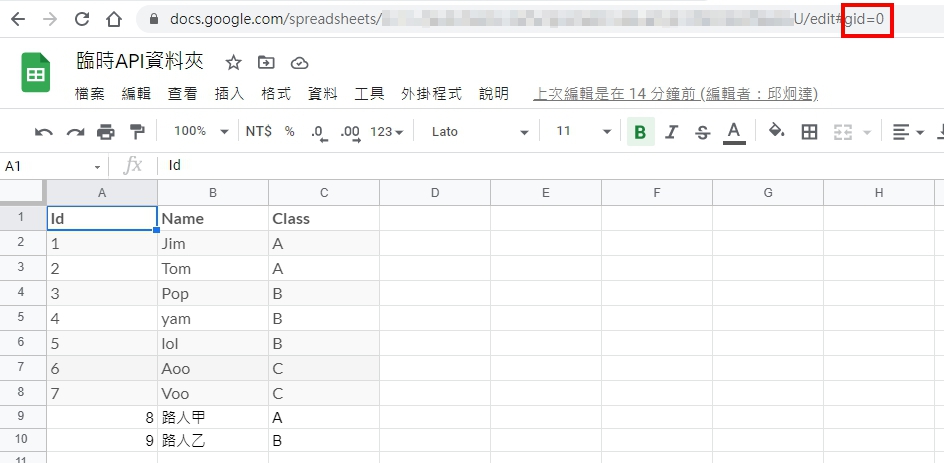 docs.google.com/spreadsheets/
U/edit#gid=0
臨時API資料夾
檔案 編輯 查看 插入 格式 資料 工具 外掛程式 說明 上次編輯是在 14 分鐘前 (編輯者：邱炯達)
100% NT$ % .0 .00 123 Lato 11 B I S A
A1 fx Id
A B C D E F G H
1 Id Name Class
2 1 Jim A
3 2 Tom A
4 3 Pop B
5 4 yam B
6 5 lol B
7 6 Aoo C
8 7 Voo C
9 8 路人甲 A
10 9 路人乙 B
11